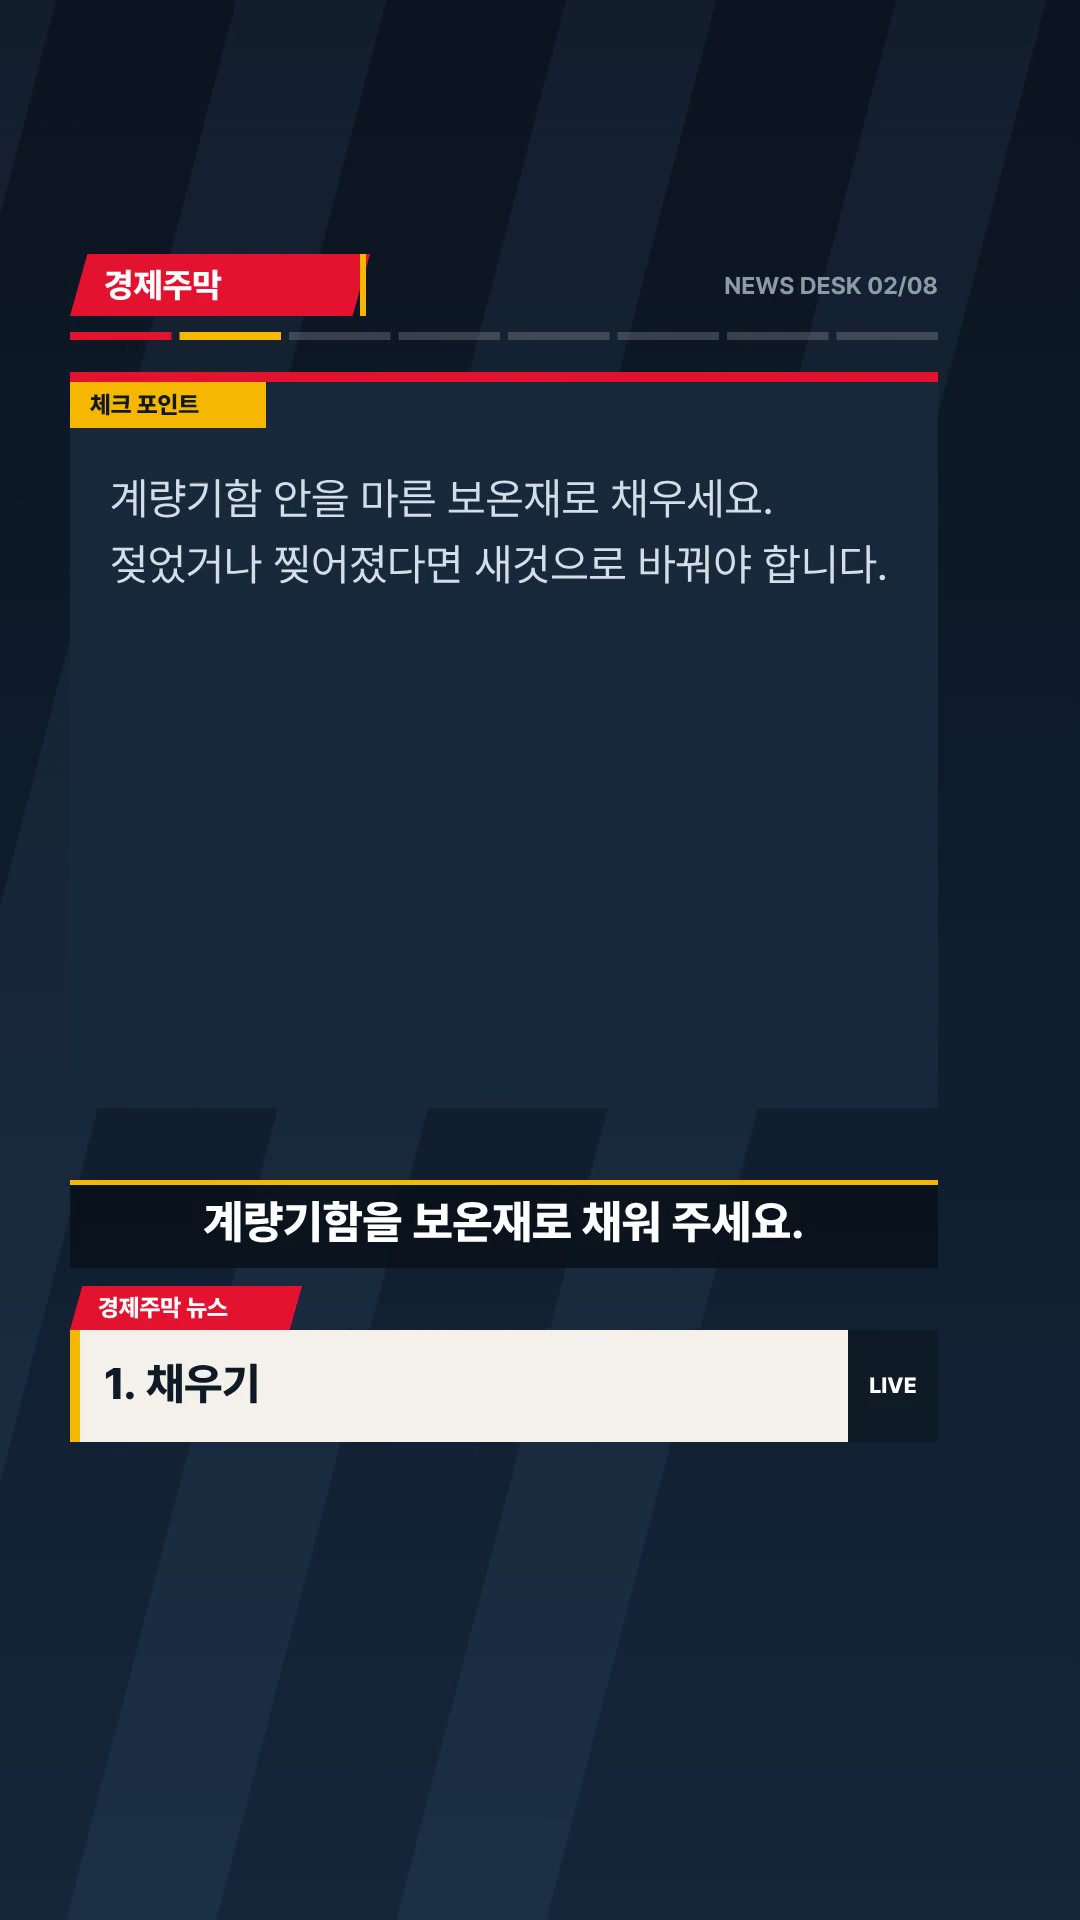 경제주막
NEWS DESK 02/08
체크 포인트
계량기함 안을 마른 보온재로 채우세요.
젖었거나 찢어졌다면 새것으로 바꿔야 합니다.
계량기함을 보온재로 채워 주세요.
경제주막 뉴스
1. 채우기
LIVE